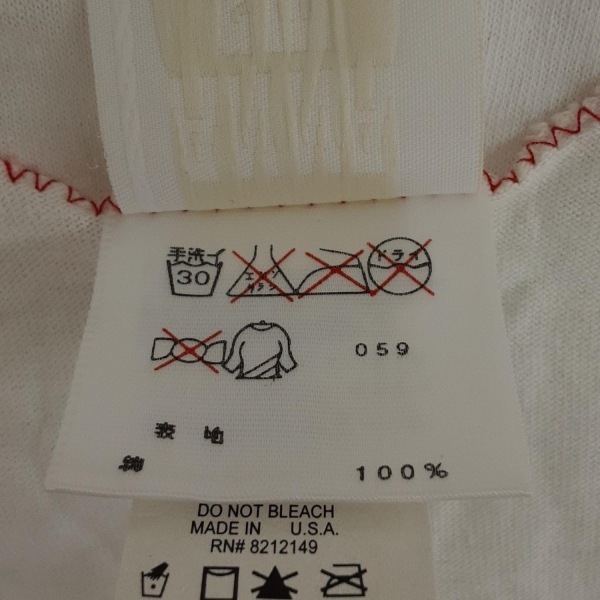 手洗イ
30
エンソ
サラシ
ドライ
059
表地
綿 100%
DO NOT BLEACH
MADE IN U.S.A.
RN# 8212149